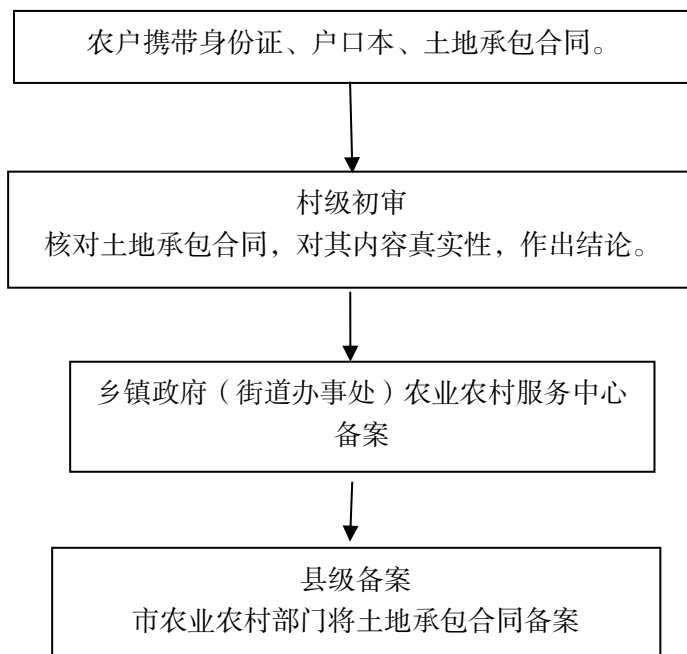 农户携带身份证、户口本、土地承包合同。
村级初审
核对土地承包合同，对其内容真实性，作出结论。
乡镇政府（街道办事处）农业农村服务中心
备案
县级备案
市农业农村部门将土地承包合同备案